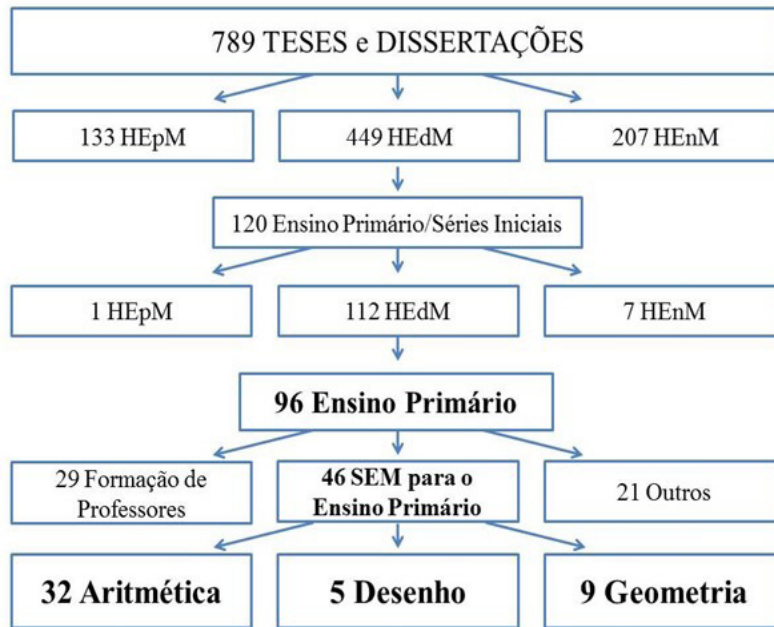 789 TESES e DISSERTAÇÕES
133 HEpM
449 HEdM
207 HEnM
120 Ensino Primário/Séries Iniciais
1 HEpM
112 HEdM
7 HEnM
96 Ensino Primário
29 Formação de
Professores
46 SEM para o
Ensino Primário
21 Outros
32 Aritmética
5 Desenho
9 Geometria